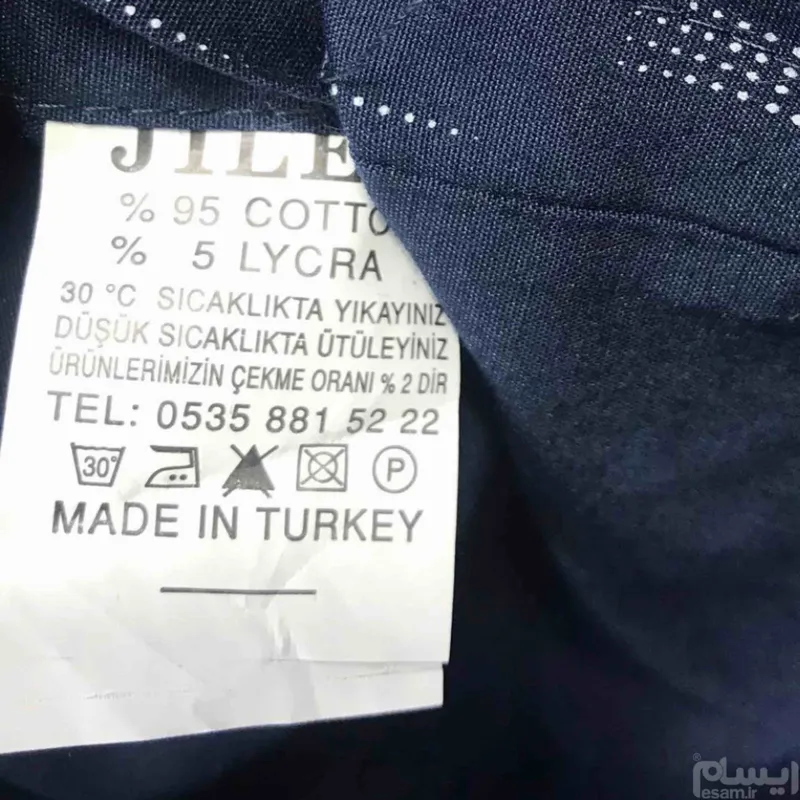 JILE
% 95 COTTO
% 5 LYCRA
30 °C SICAKLIKTA YIKAYINIZ
DÜŞÜK SICAKLIKTA ÜTÜLEYİNİZ
ÜRÜNLERİMİZİN ÇEKME ORANI % 2 DİR
TEL: 0535 881 52 22
30°
P
MADE IN TURKEY
ایسام
esam.ir